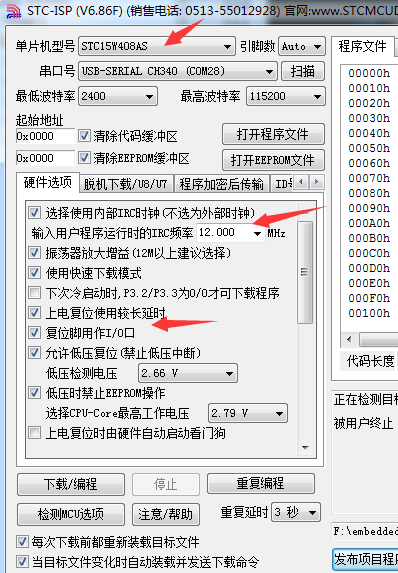 STC-ISP (V6.86F) (销售电话: 0513-55012928) 官网:www.STCMCUD
单片机型号 STC15W408AS 引脚数 Auto
串口号 USB-SERIAL CH340 (COM28) 扫描
最低波特率 2400 最高波特率 115200
起始地址
0x0000 清除代码缓冲区 打开程序文件
0x0000 清除EEPROM缓冲区 打开EEPROM文件
硬件选项 脱机下载/U8/U7 程序加密后传输 ID号
选择使用内部IRC时钟(不选为外部时钟)
输入用户程序运行时的IRC频率 12.000 MHz
振荡器放大增益(12M以上建议选择)
使用快速下载模式
下次冷启动时,P3.2/P3.3为0/0才可下载程序
上电复位使用较长延时
复位脚用作I/O口
允许低压复位(禁止低压中断)
低压检测电压 2.66 V
低压时禁止EEPROM操作
选择CPU-Core最高工作电压 2.79 V
上电复位时由硬件自动启动看门狗
下载/编程 停止 重复编程
检测MCU选项 注意/帮助 重复延时 3 秒
每次下载前都重新装载目标文件
当目标文件变化时自动装载并发送下载命令
程序文件
00000h
00010h
00020h
00030h
00040h
00050h
00060h
00070h
00080h
00090h
000A0h
000B0h
000C0h
000D0h
000E0h
000F0h
00100h
代码长度
正在检测目标
被用户终止
F:\embedded
发布项目程序